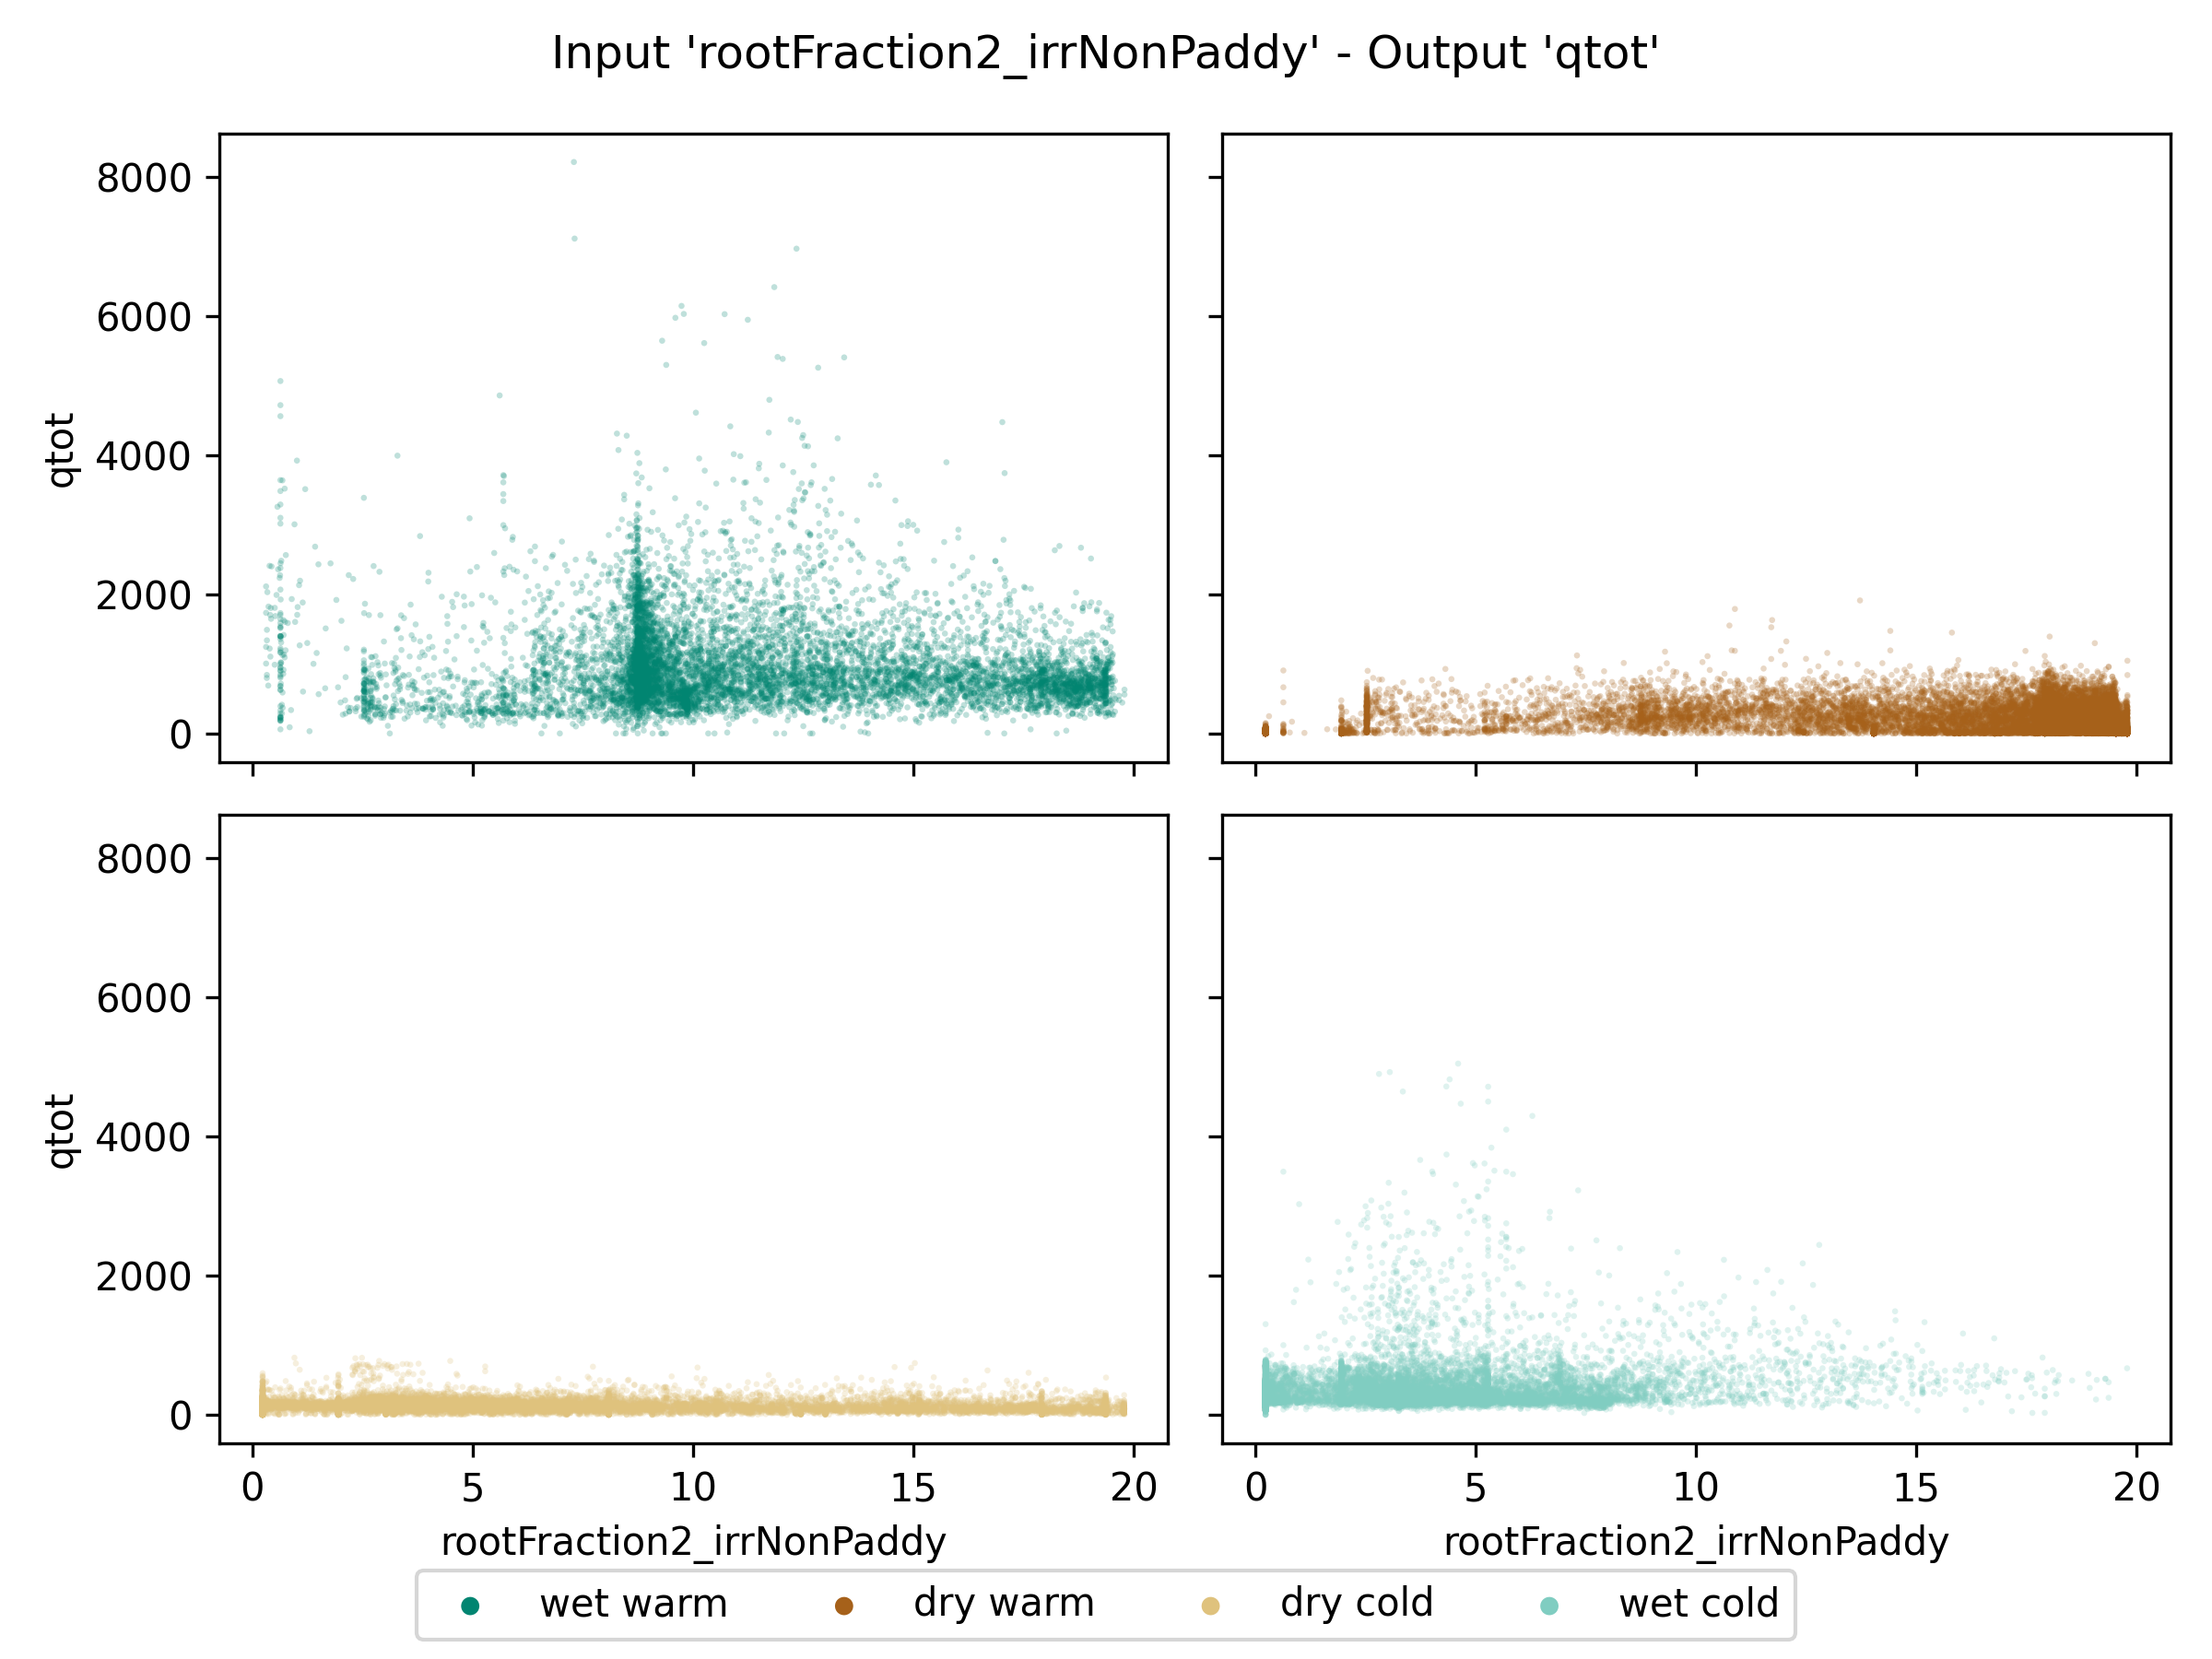 Input 'rootFraction2_irrNonPaddy' - Output 'qtot'
8000
6000
4000
2000
0
qtot
8000
6000
4000
2000
0
qtot
0 5 10 15 20
0 5 10 15 20
rootFraction2_irrNonPaddy
rootFraction2_irrNonPaddy
wet warm dry warm dry cold wet cold